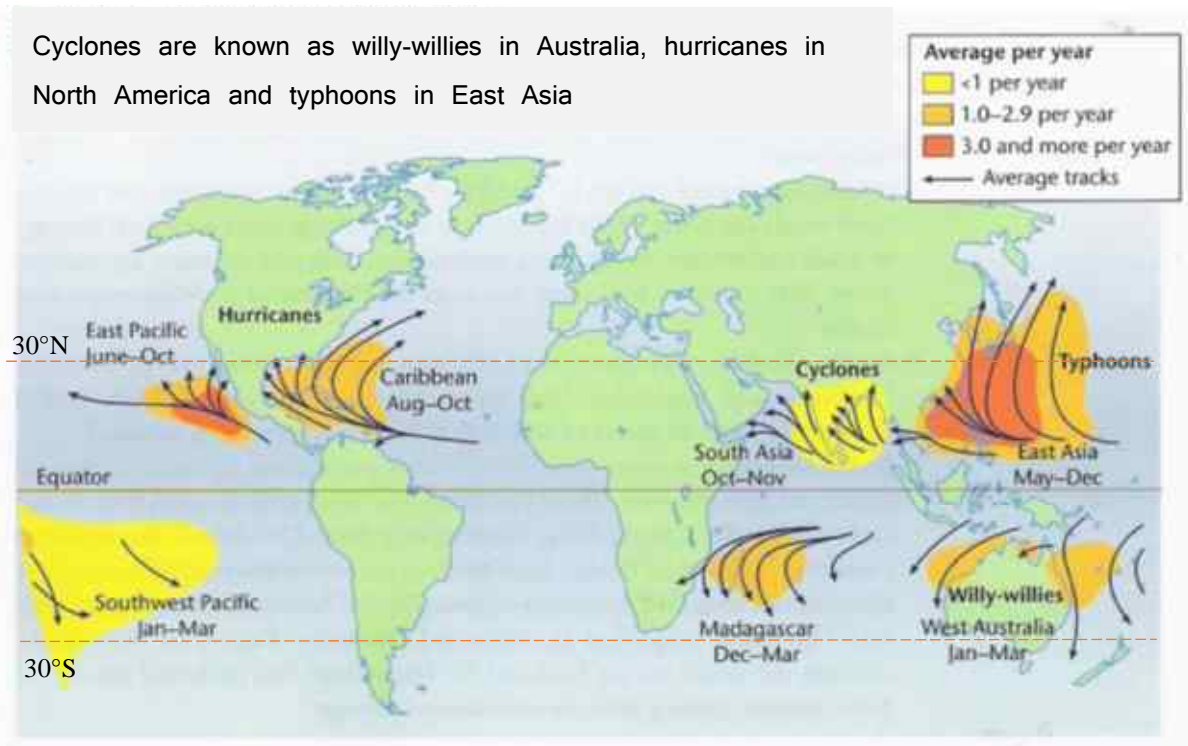 Cyclones are known as willy-willies in Australia, hurricanes in
North America and typhoons in East Asia
Average per year
<1 per year
1.0–2.9 per year
3.0 and more per year
Average tracks
Hurricanes
East Pacific
June–Oct
30°N
Caribbean
Aug–Oct
Cyclones
Typhoons
South Asia
Oct–Nov
East Asia
May–Dec
Equator
Southwest Pacific
Jan–Mar
Madagascar
Dec–Mar
Willy-willies
West Australia
Jan–Mar
30°S